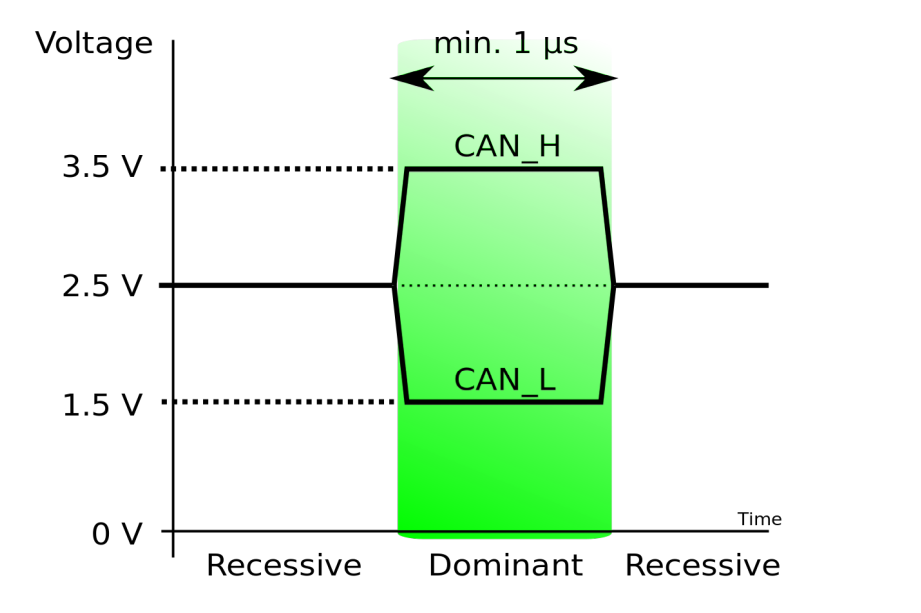 Voltage
min. 1 µs
CAN_H
3.5 V
2.5 V
CAN_L
1.5 V
Time
0 V
Recessive
Dominant
Recessive